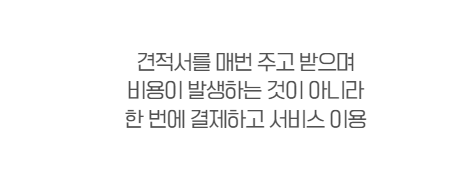 견적서를 매번 주고 받으며
비용이 발생하는 것이 아니라
한 번에 결제하고 서비스 이용